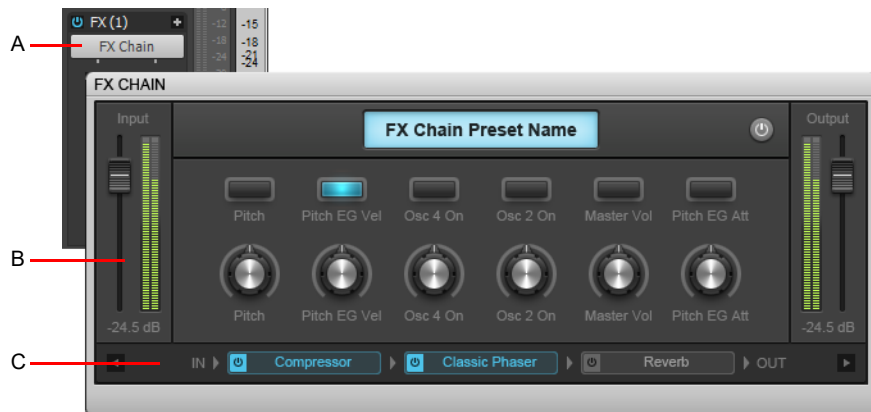 FX (1) +
-12 -15
-18 -18
-24 -21
-24
A
FX Chain
FX CHAIN
Input
FX Chain Preset Name
Output
Pitch Pitch EG Vel Osc 4 On Osc 2 On Master Vol Pitch EG Att
B
Pitch Pitch EG Vel Osc 4 On Osc 2 On Master Vol Pitch EG Att
-24.5 dB -24.5 dB
C
IN Compressor Classic Phaser Reverb OUT